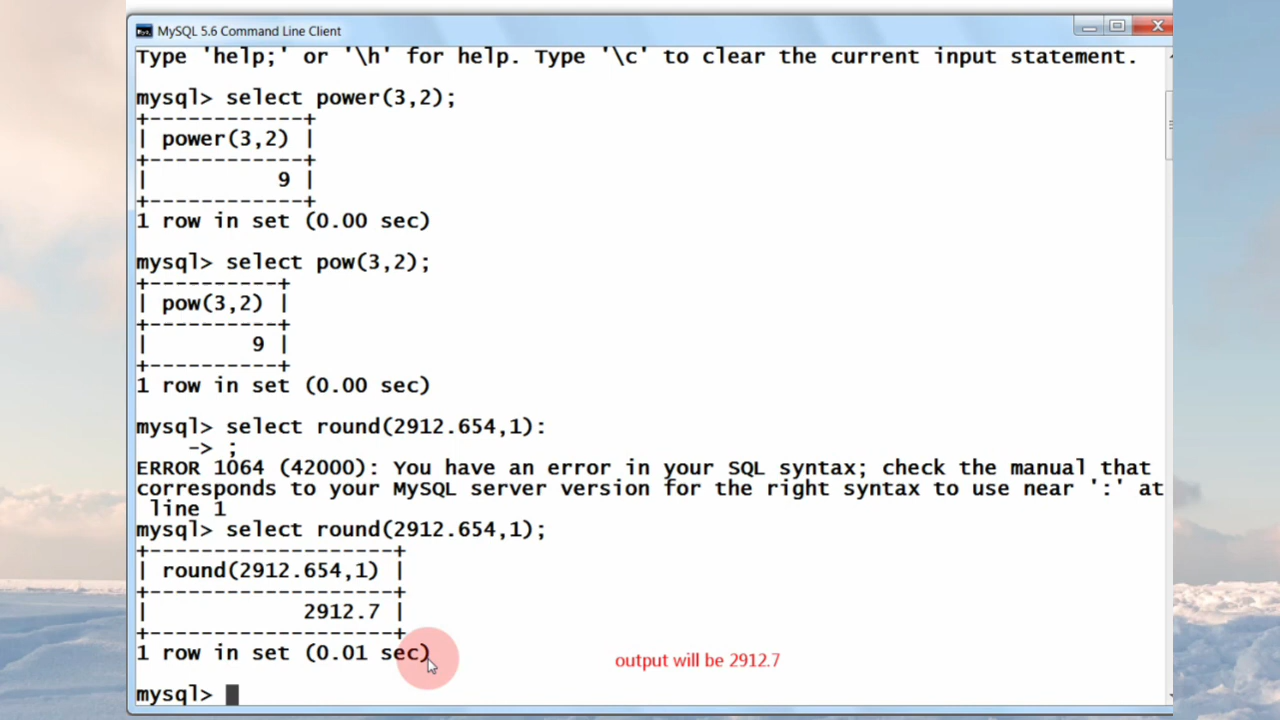 MySQL 5.6 Command Line Client
Type 'help;' or '\h' for help. Type '\c' to clear the current input statement.
mysql> select power(3,2);
+------------+
| power(3,2) |
+------------+
|          9 |
+------------+
1 row in set (0.00 sec)
mysql> select pow(3,2);
+----------+
| pow(3,2) |
+----------+
|        9 |
+----------+
1 row in set (0.00 sec)
mysql> select round(2912.654,1):
    -> ;
ERROR 1064 (42000): You have an error in your SQL syntax; check the manual that
corresponds to your MySQL server version for the right syntax to use near ':' at
 line 1
mysql> select round(2912.654,1);
+-------------------+
| round(2912.654,1) |
+-------------------+
|            2912.7 |
+-------------------+
1 row in set (0.01 sec)
output will be 2912.7
mysql>